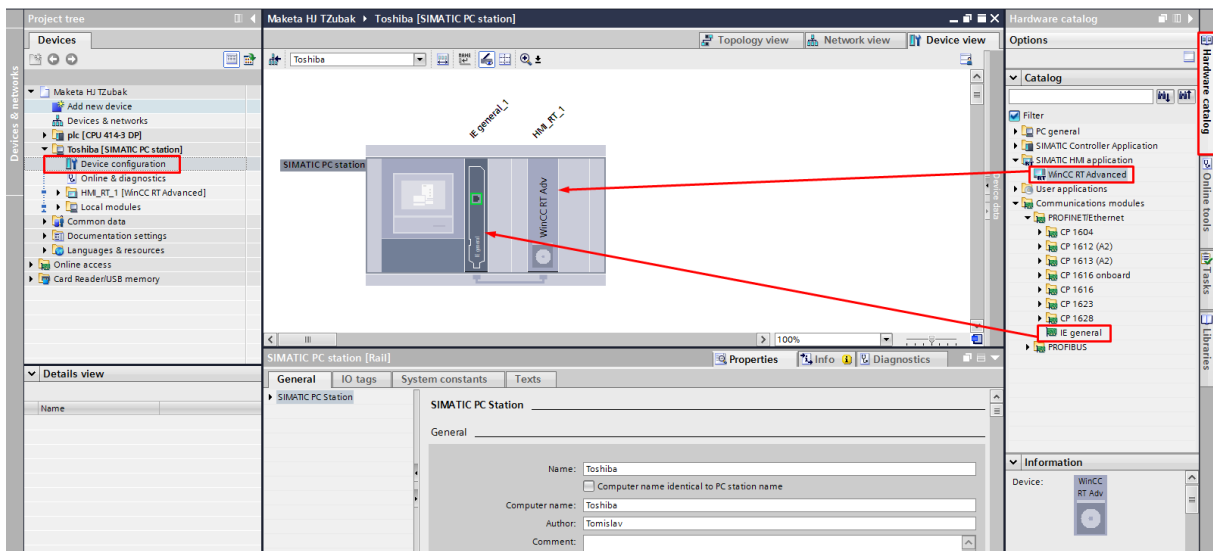 Project tree
Devices
Devices & networks
Maketa HJ TZubak
Add new device
Devices & networks
plc [CPU 414-3 DP]
Toshiba [SIMATIC PC station]
Device configuration
Online & diagnostics
HMI_RT_1 [WinCC RT Advanced]
Local modules
Common data
Documentation settings
Languages & resources
Online access
Card Reader/USB memory
Details view
Name
Maketa HJ TZubak Toshiba [SIMATIC PC station]
Topology view Network view Device view
Toshiba
IE general_1
HMI_RT_1
SIMATIC PC station
IE general
WinCC RT Adv
Device data
100%
SIMATIC PC station [Rail]
Properties Info Diagnostics
General IO tags System constants Texts
SIMATIC PC Station
SIMATIC PC Station
General
Name: Toshiba
Computer name identical to PC station name
Computer name: Toshiba
Author: Tomislav
Comment:
Hardware catalog
Options
Catalog
Filter
PC general
SIMATIC Controller Application
SIMATIC HMI application
WinCC RT Advanced
User applications
Communications modules
PROFINET/Ethernet
CP 1604
CP 1612 (A2)
CP 1613 (A2)
CP 1616 onboard
CP 1616
CP 1623
CP 1628
IE general
PROFIBUS
Information
Device: WinCC
RT Adv
Hardware catalog
Online tools
Tasks
Libraries